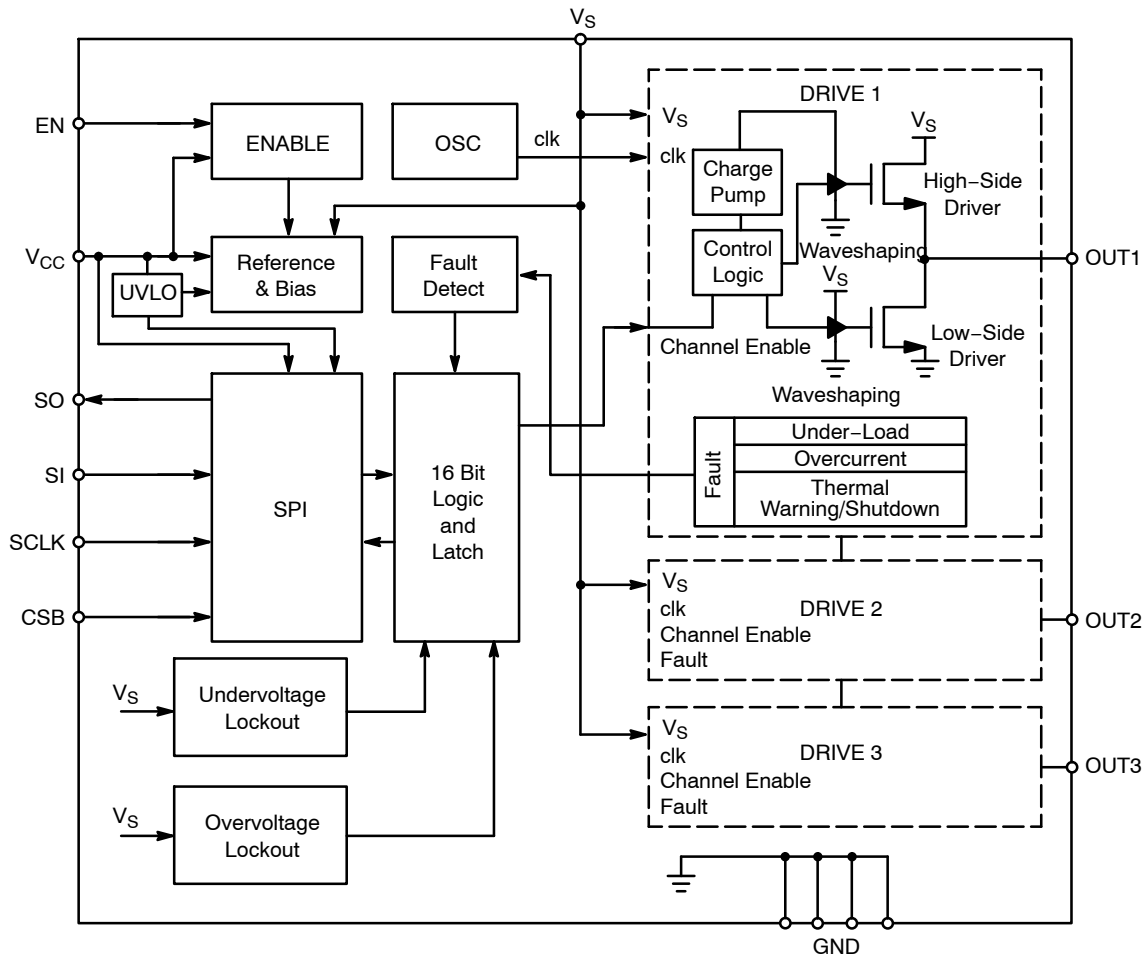 VS
EN
ENABLE
OSC
clk
VCC
UVLO
Reference
& Bias
Fault
Detect
SO
SI
SCLK
CSB
SPI
16 Bit
Logic
and
Latch
VS
Undervoltage
Lockout
VS
Overvoltage
Lockout
DRIVE 1
VS
clk
Charge
Pump
Control
Logic
VS
High−Side
Driver
Waveshaping
VS
OUT1
Channel Enable
Low−Side
Driver
Waveshaping
Fault
Under−Load
Overcurrent
Thermal
Warning/Shutdown
DRIVE 2
VS
clk
Channel Enable
Fault
OUT2
DRIVE 3
VS
clk
Channel Enable
Fault
OUT3
GND